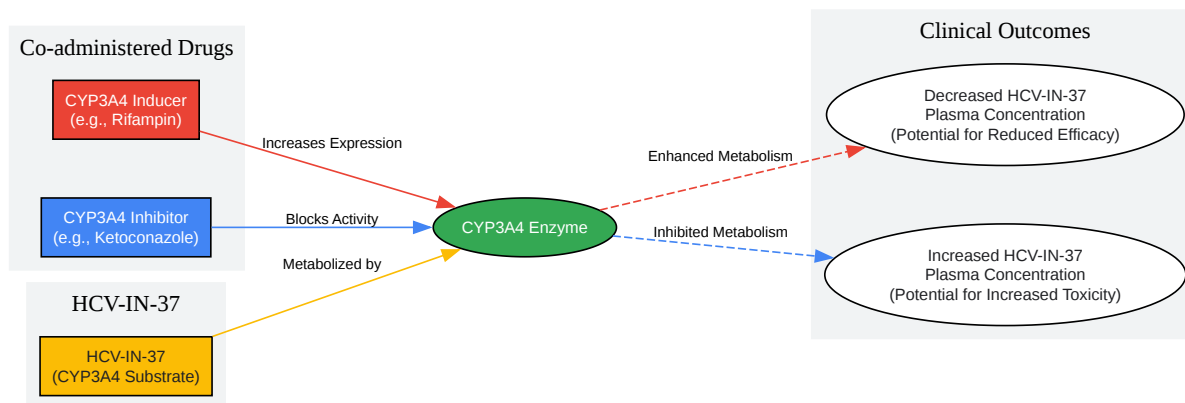 Co-administered Drugs
CYP3A4 Inducer
(e.g., Rifampin)
CYP3A4 Inhibitor
(e.g., Ketoconazole)
HCV-IN-37
HCV-IN-37
(CYP3A4 Substrate)
Increases Expression
Blocks Activity
Metabolized by
CYP3A4 Enzyme
Enhanced Metabolism
Inhibited Metabolism
Clinical Outcomes
Decreased HCV-IN-37
Plasma Concentration
(Potential for Reduced Efficacy)
Increased HCV-IN-37
Plasma Concentration
(Potential for Increased Toxicity)